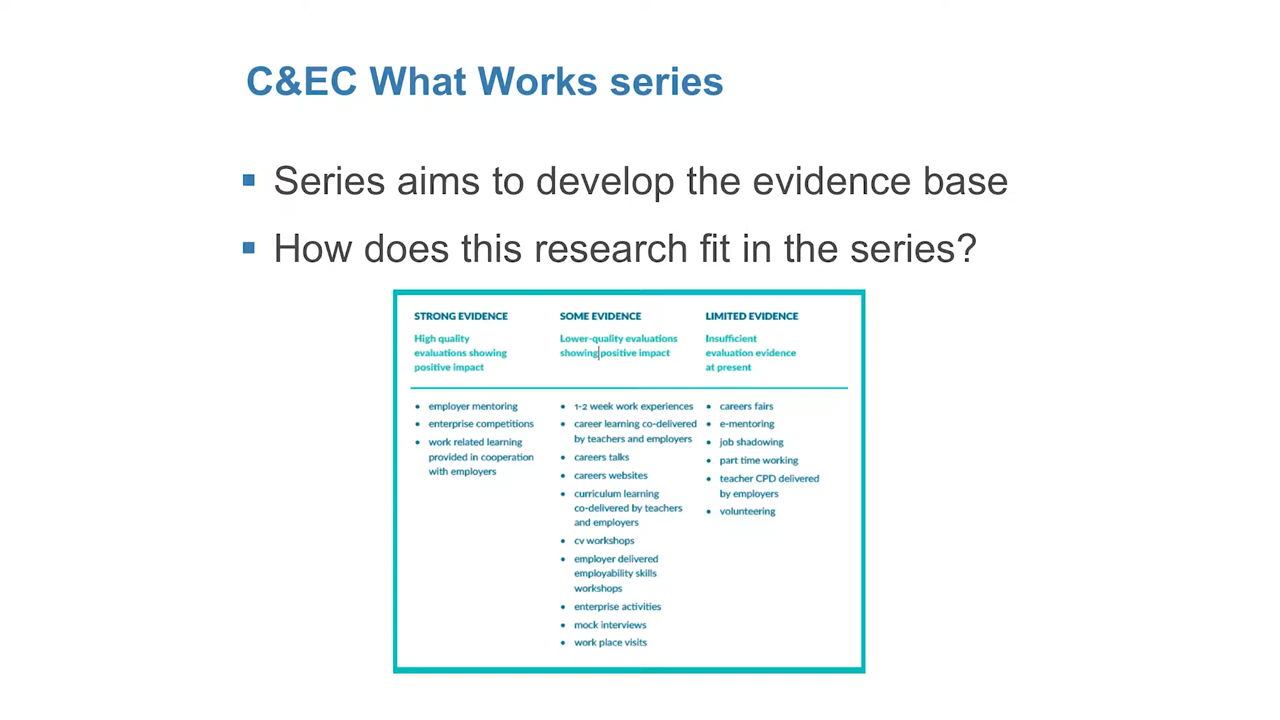 C&EC What Works series
▪ Series aims to develop the evidence base
▪ How does this research fit in the series?
STRONG EVIDENCE
High quality
evaluations showing
positive impact
• employer mentoring
• enterprise competitions
• work related learning
provided in cooperation
with employers
SOME EVIDENCE
Lower-quality evaluations
showing positive impact
• 1-2 week work experiences
• career learning co-delivered
by teachers and employers
• careers talks
• careers websites
• curriculum learning
co-delivered by teachers
and employers
• cv workshops
• employer delivered
employability skills
workshops
• enterprise activities
• mock interviews
• work place visits
LIMITED EVIDENCE
Insufficient
evaluation evidence
at present
• careers fairs
• e-mentoring
• job shadowing
• part time working
• teacher CPD delivered
by employers
• volunteering